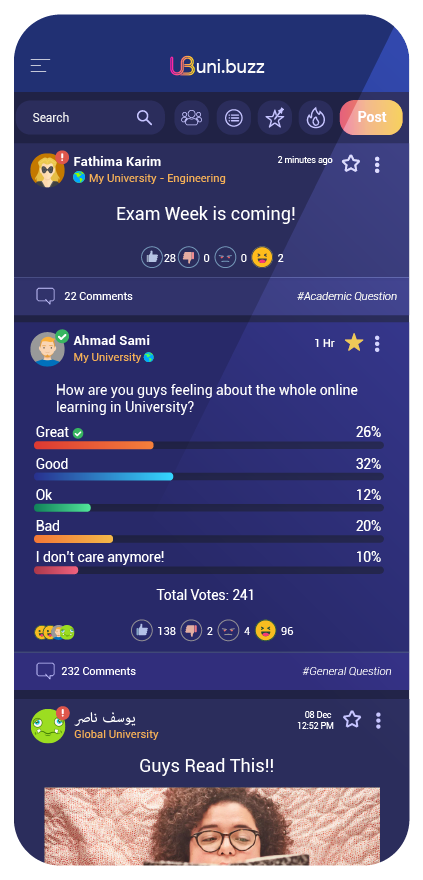 UB uni.buzz
Search
Post
Fathima Karim
2 minutes ago
My University - Engineering
Exam Week is coming!
28 0 0 2
22 Comments
#Academic Question
Ahmad Sami
1 Hr
My University
How are you guys feeling about the whole online
learning in University?
Great 26%
Good 32%
Ok 12%
Bad 20%
I don't care anymore! 10%
Total Votes: 241
138 2 4 96
232 Comments
#General Question
يوسف ناصر
08 Dec
12:52 PM
Global University
Guys Read This!!